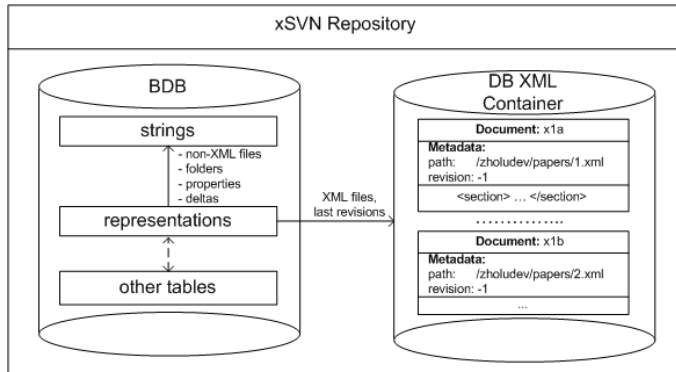 xSVN Repository
BDB
strings
- non-XML files
- folders
- properties
- deltas
representations
other tables
XML files,
last revisions
DB XML
Container
Document: x1a
Metadata:
path: /zholudev/papers/1.xml
revision: -1
<section> ... </section>
..............
Document: x1b
Metadata:
path: /zholudev/papers/2.xml
revision: -1
...